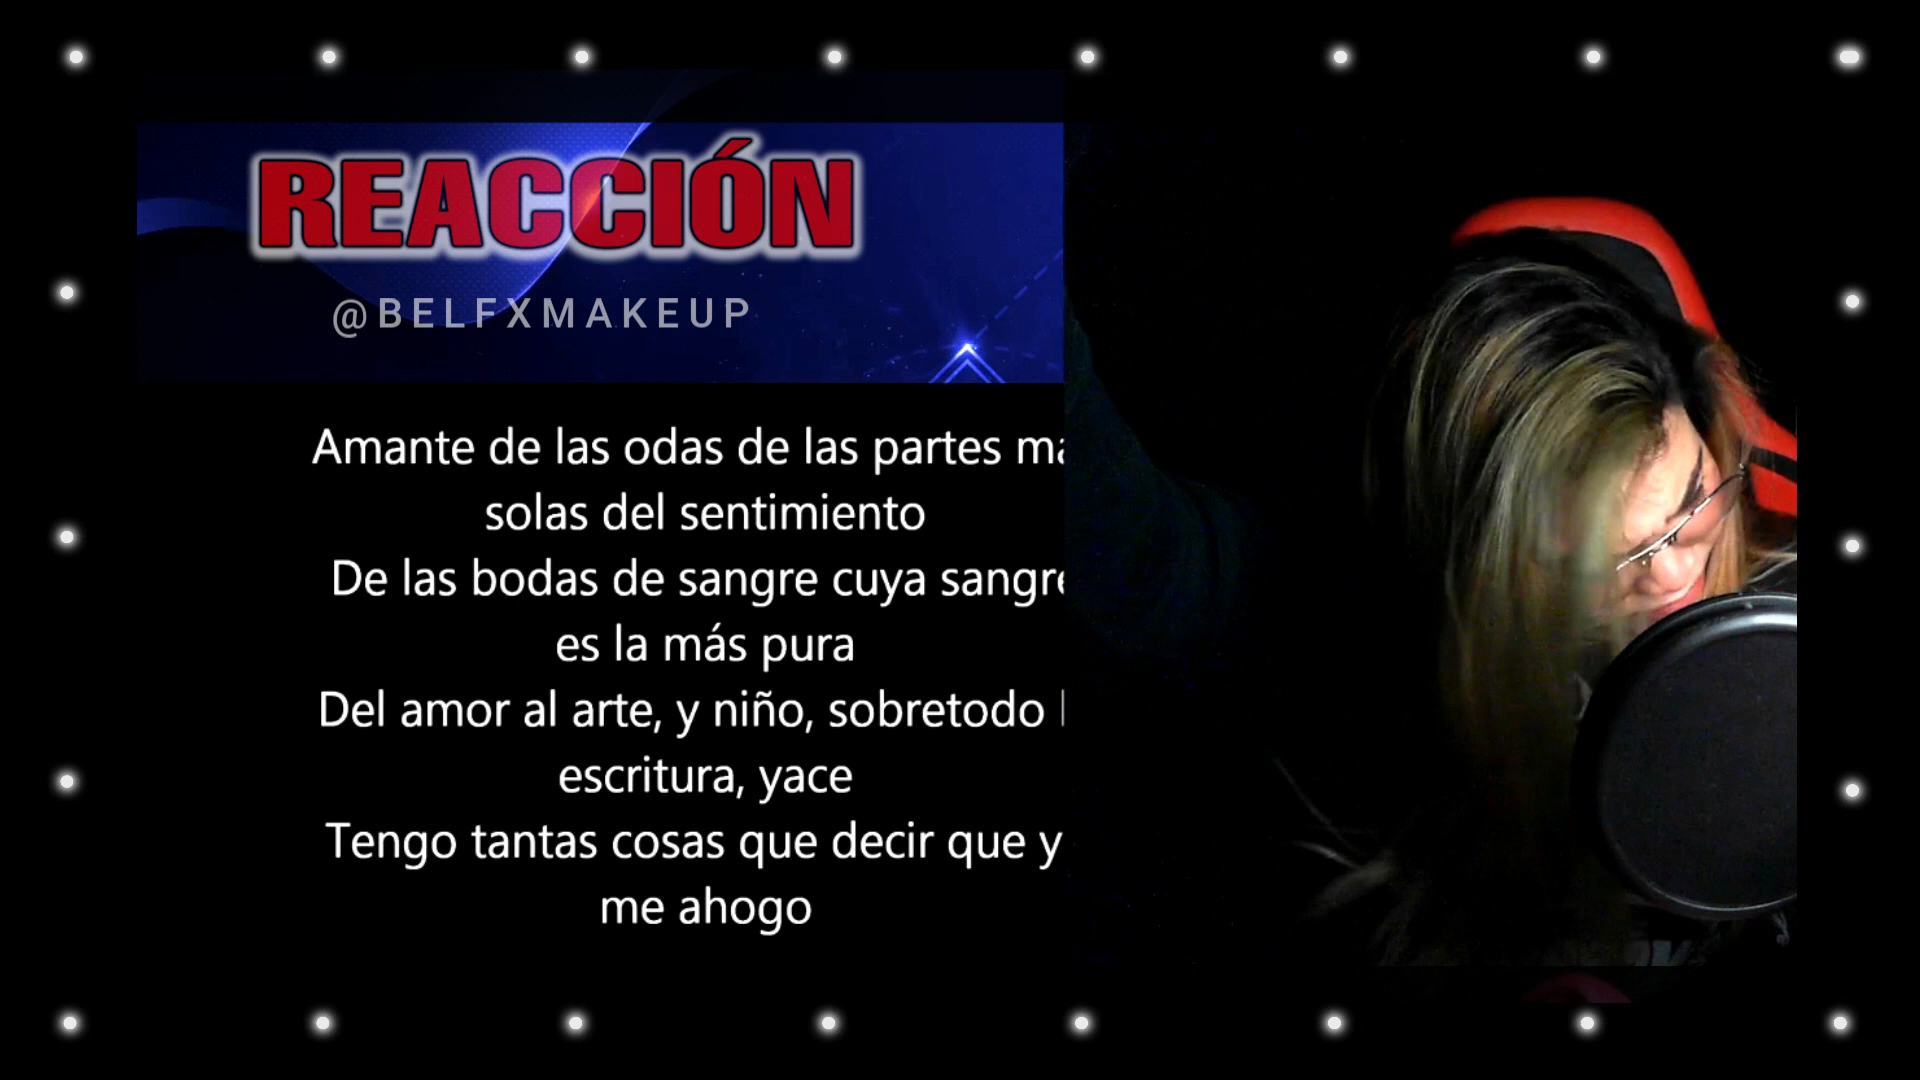 REACCIÓN
@BELFXMAKEUP
Amante de las odas de las partes
solas del sentimiento
De las bodas de sangre cuya sangre
es la más pura
Del amor al arte, y niño, sobretodo
escritura, yace
Tengo tantas cosas que decir que y
me ahogo